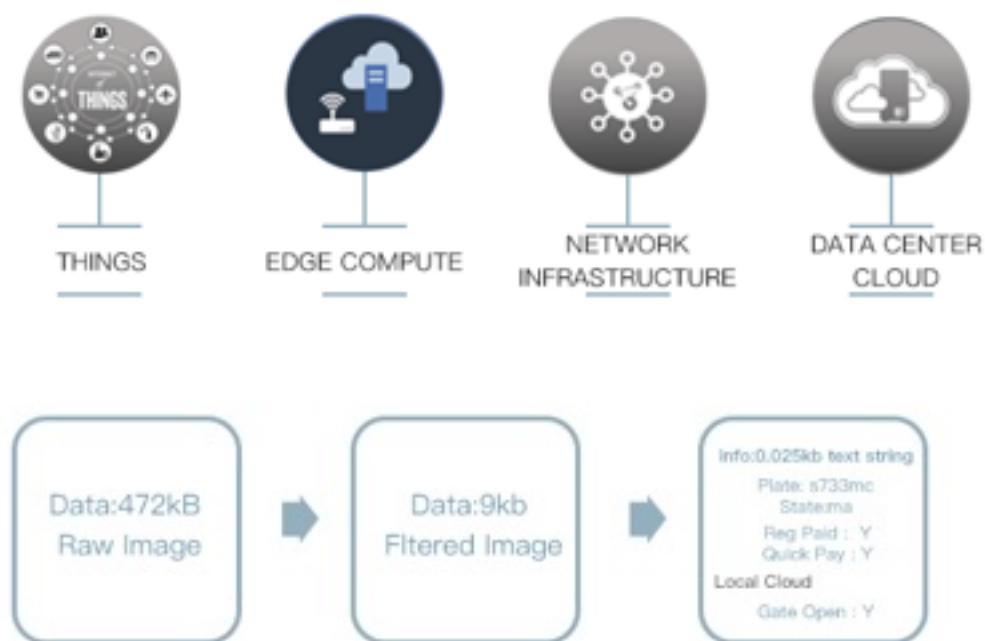 THINGS
THINGS
EDGE COMPUTE
NETWORK
INFRASTRUCTURE
DATA CENTER
CLOUD
Data:472kB
Raw Image
Data:9kb
Fltered Image
Info:0.025kb text string
Plate: s733mc
State:ma
Reg Paid : Y
Quick Pay : Y
Local Cloud
Gate Open : Y